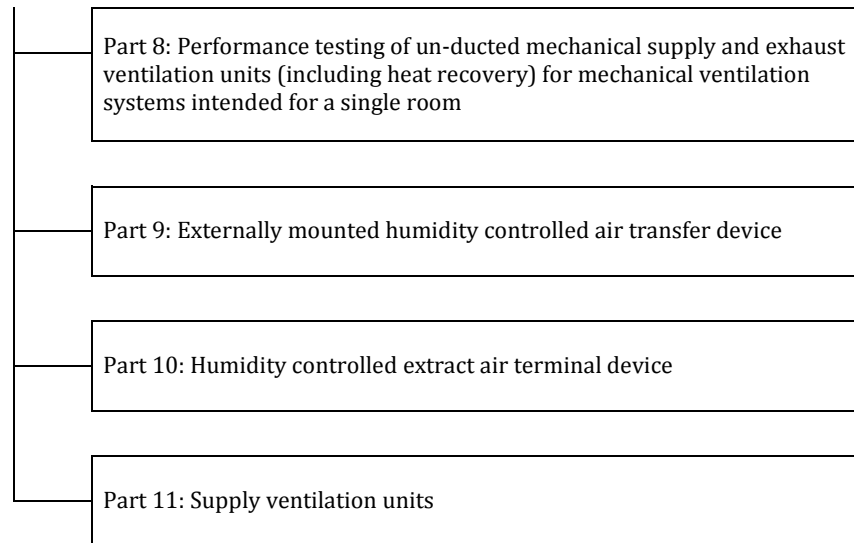 Part 8: Performance testing of un-ducted mechanical supply and exhaust
ventilation units (including heat recovery) for mechanical ventilation
systems intended for a single room
Part 9: Externally mounted humidity controlled air transfer device
Part 10: Humidity controlled extract air terminal device
Part 11: Supply ventilation units